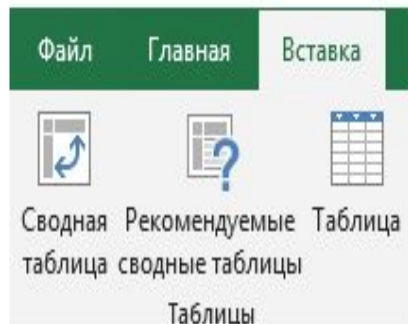 Файл Главная Вставка
Сводная таблица Рекомендуемые сводные таблицы Таблица
Таблицы